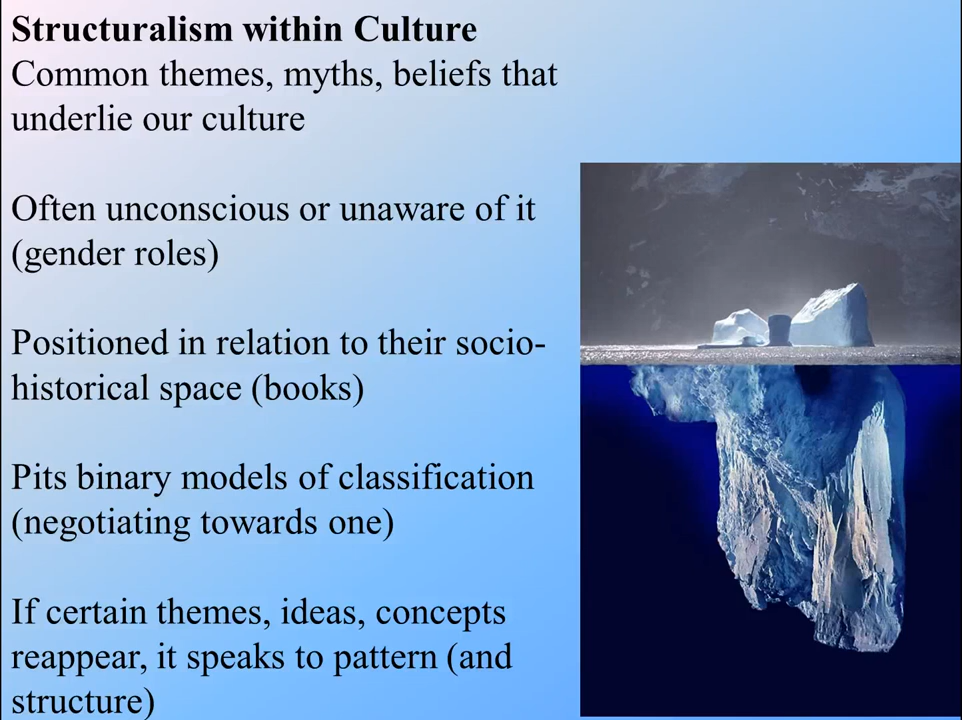 Structuralism within Culture
Common themes, myths, beliefs that
underlie our culture
Often unconscious or unaware of it
(gender roles)
Positioned in relation to their socio-
historical space (books)
Pits binary models of classification
(negotiating towards one)
If certain themes, ideas, concepts
reappear, it speaks to pattern (and
structure)